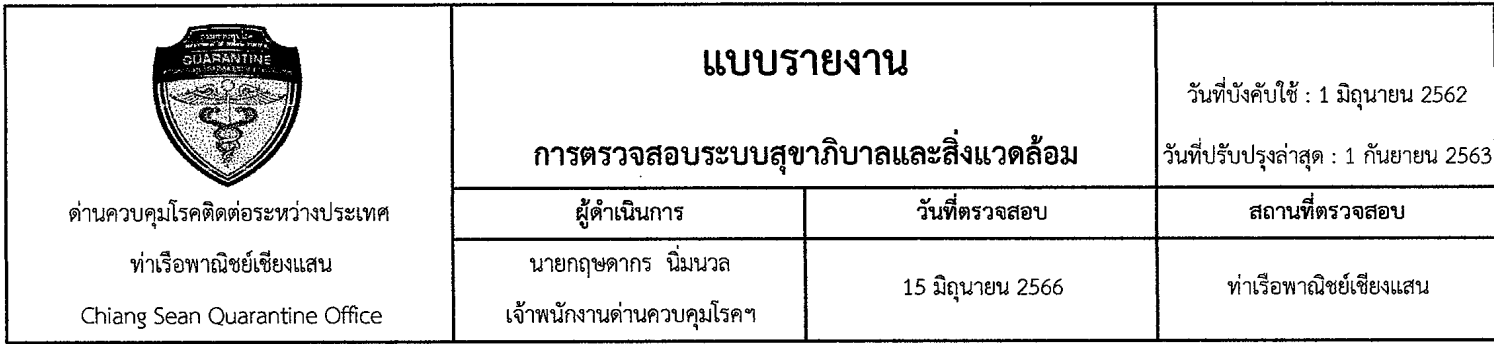 QUARANTINE
ด่านควบคุมโรคติดต่อระหว่างประเทศ
ท่าเรือพาณิชย์เชียงแสน
Chiang Sean Quarantine Office
แบบรายงาน
การตรวจสอบระบบสุขาภิบาลและสิ่งแวดล้อม
วันที่บังคับใช้ : 1 มิถุนายน 2562
วันที่ปรับปรุงล่าสุด : 1 กันยายน 2563
ผู้ดำเนินการ
วันที่ตรวจสอบ
สถานที่ตรวจสอบ
นายกฤษดากร นิ่มนวล
เจ้าพนักงานด่านควบคุมโรคฯ
15 มิถุนายน 2566
ท่าเรือพาณิชย์เชียงแสน